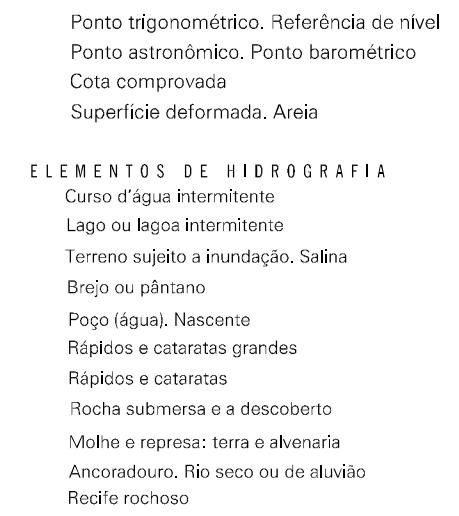 Ponto trigonométrico. Referência de nível
Ponto astronômico. Ponto barométrico
Cota comprovada
Superfície deformada. Areia
ELEMENTOS DE HIDROGRAFIA
Curso d'água intermitente
Lago ou lagoa intermitente
Terreno sujeito a inundação. Salina
Brejo ou pântano
Poço (água). Nascente
Rápidos e cataratas grandes
Rápidos e cataratas
Rocha submersa e a descoberto
Molhe e represa: terra e alvenaria
Ancoradouro. Rio seco ou de aluvião
Recife rochoso